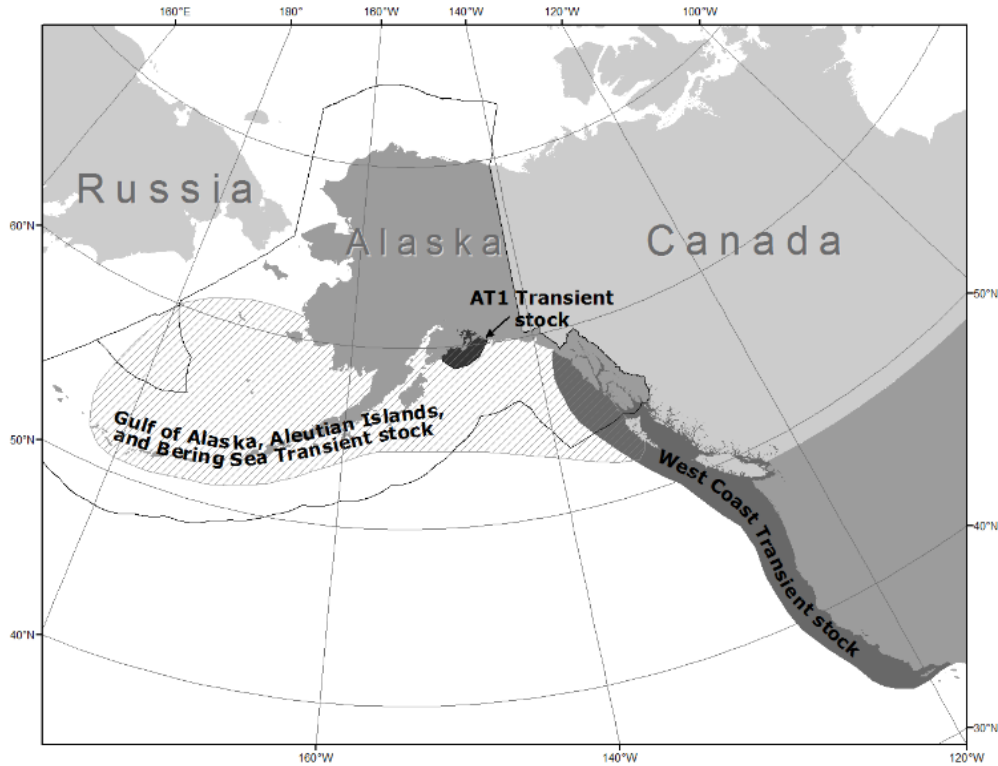 160°E 180° 160°W 140°W 120°W 100°W
Russia
60°N
Alaska
Canada
50°N
AT1 Transient
stock
Gulf of Alaska, Aleutian Islands,
and Bering Sea Transient stock
50°N
West Coast Transient stock
40°N
40°N
30°N
160°W 140°W 120°W